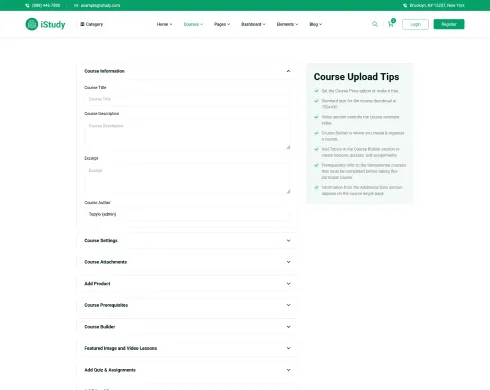 (388) 446-7800 example@istudy.com Brooklyn, NY 13207, New York
iStudy Category Home Courses Pages Dashboard Elements Blog 0 Login Register
Course Information
Course Title
Course Title
Course Description
Course Description
Excerpt
Excerpt
Course Author
(admin)
Course Settings
Course Attachments
Add Product
Course Prerequisites
Course Builder
Featured Image and Video Lessons
Add Quiz & Assignments
Course Upload Tips
Set the Course Price option or make it free.
Standard size for the course thumbnail is
Video section controls the course overview
video.
Course Builder is where you create & organize
a course.
Add Topics in the Course Builder section to
create lessons, quizzes, and assignments.
Prerequisites refer to the fundamental courses
that must be completed before taking this
particular course.
Information from the Additional Data section
appears on the course single page.